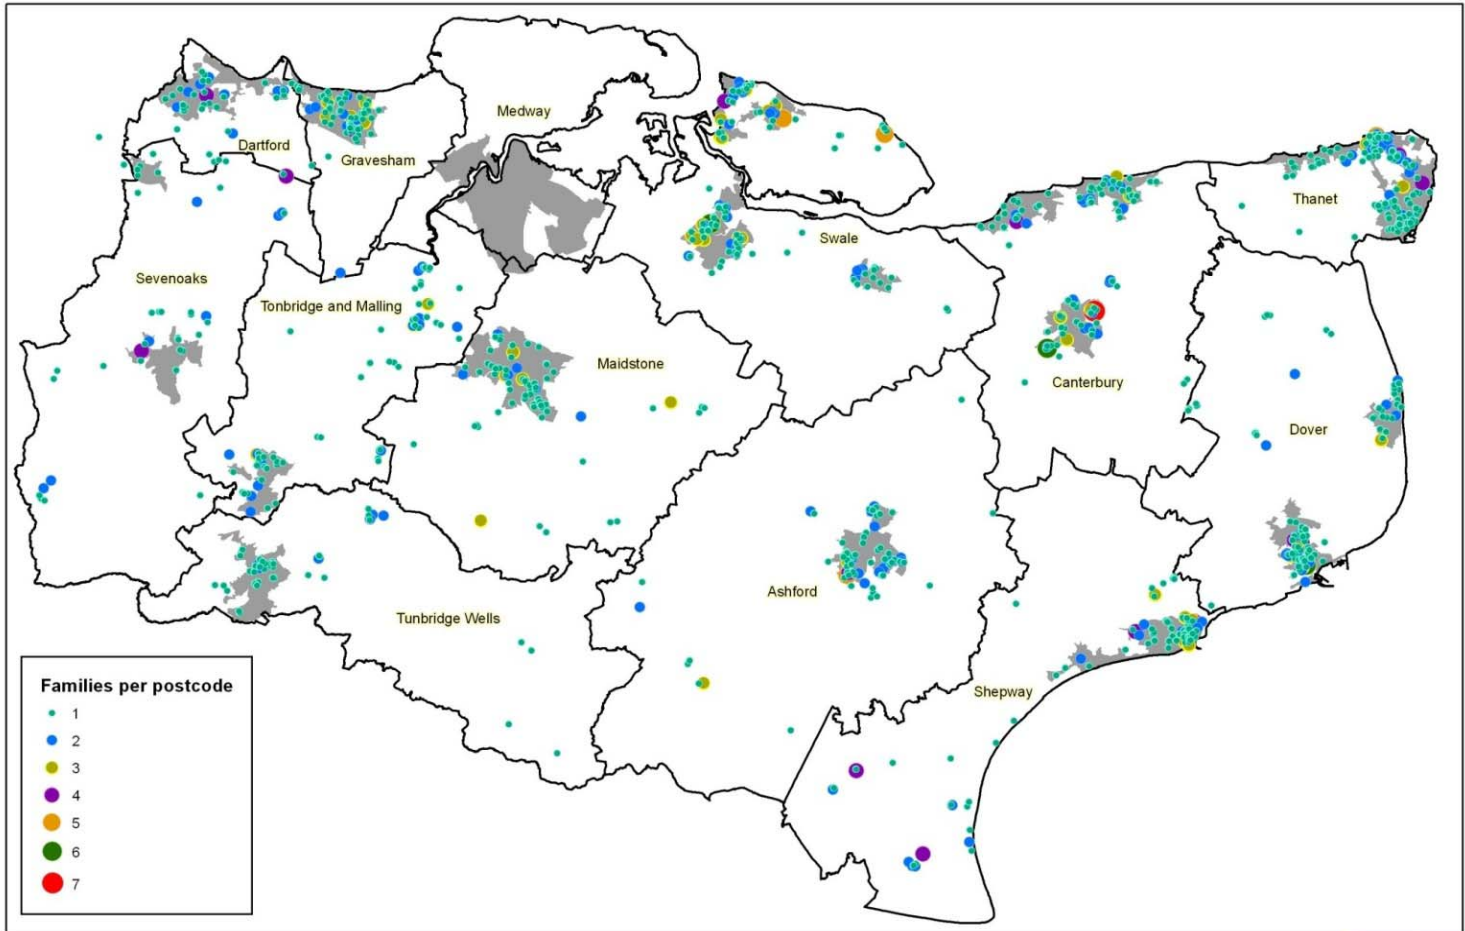 Medway
Dartford
Gravesham
Thanet
Swale
Sevenoaks
Tonbridge and Malling
Maidstone
Canterbury
Dover
Ashford
Tunbridge Wells
Shepway
Families per postcode
1
2
3
4
5
6
7